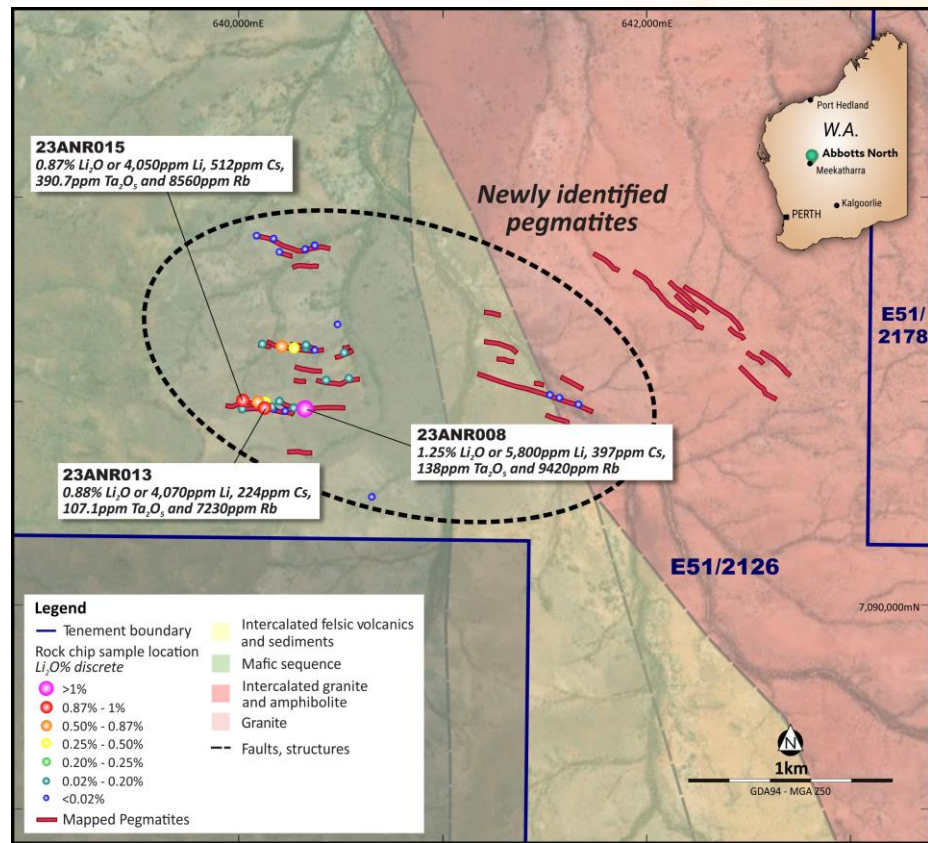 640,000mE
642,000mE
Port Hedland
W.A.
Abbotts North
Meekatharra
Kalgoorlie
PERTH
23ANR015
0.87% Li₂O or 4,050ppm Li, 512ppm Cs,
390.7ppm Ta₂O₅ and 8560ppm Rb
Newly identified
pegmatites
E51/
2178
23ANR008
1.25% Li₂O or 5,800ppm Li, 397ppm Cs,
138ppm Ta₂O₅ and 9420ppm Rb
23ANR013
0.88% Li₂O or 4,070ppm Li, 224ppm Cs,
107.1ppm Ta₂O₅ and 7230ppm Rb
E51/2126
7,090,000mN
Legend
Tenement boundary
Rock chip sample location
Li₂O% discrete
>1%
0.87% - 1%
0.50% - 0.87%
0.25% - 0.50%
0.20% - 0.25%
0.02% - 0.20%
<0.02%
Mapped Pegmatites
Intercalated felsic volcanics
and sediments
Mafic sequence
Intercalated granite
and amphibolite
Granite
Faults, structures
N
1km
GDA94 - MGA Z50